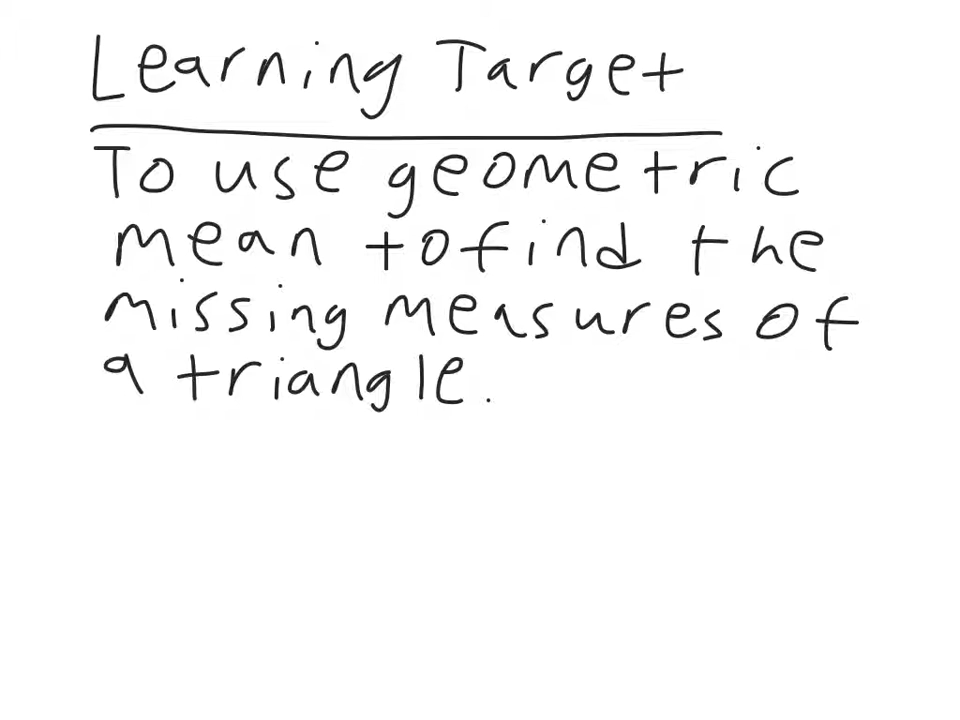 Learning Target
To use geometric
mean to find the
missing measures of
a triangle.